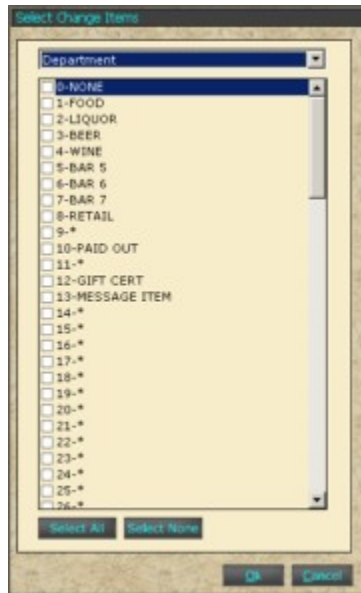 Select Change Items
Department
0-NONE
1-FOOD
2-LIQUOR
3-BEER
4-WINE
5-BAR 5
6-BAR 6
7-BAR 7
8-RETAIL
9-*
10-PAID OUT
11-*
12-GIFT CERT
13-MESSAGE ITEM
14-*
15-*
16-*
17-*
18-*
19-*
20-*
21-*
22-*
23-*
24-*
25-*
26-*
Select All Select None
Ok Cancel